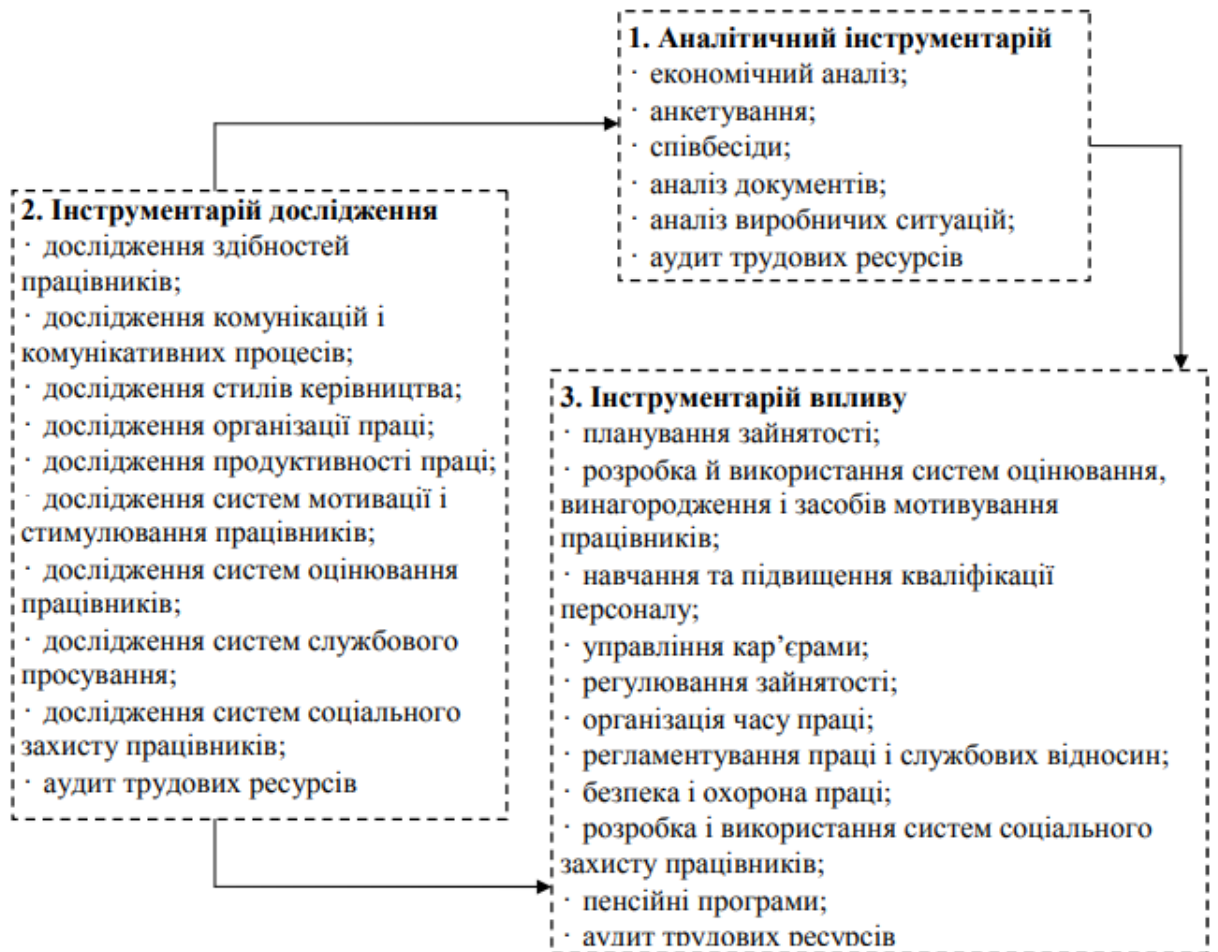 1. Аналітичний інструментарій
· економічний аналіз;
· анкетування;
· співбесіди;
· аналіз документів;
· аналіз виробничих ситуацій;
· аудит трудових ресурсів
2. Інструментарій дослідження
· дослідження здібностей
працівників;
· дослідження комунікацій і
комунікативних процесів;
· дослідження стилів керівництва;
· дослідження організації праці;
· дослідження продуктивності праці;
· дослідження систем мотивації і
стимулювання працівників;
· дослідження систем оцінювання
працівників;
· дослідження систем службового
просування;
· дослідження систем соціального
захисту працівників;
· аудит трудових ресурсів
3. Інструментарій впливу
· планування зайнятості;
· розробка й використання систем оцінювання,
винагородження і засобів мотивування
працівників;
· навчання та підвищення кваліфікації
персоналу;
· управління кар’єрами;
· регулювання зайнятості;
· організація часу праці;
· регламентування праці і службових відносин;
· безпека і охорона праці;
· розробка і використання систем соціального
захисту працівників;
· пенсійні програми;
· аудит трудових ресурсів